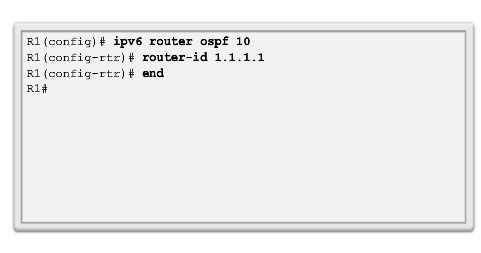 R1(config)# ipv6 router ospf 10
R1(config-rtr)# router-id 1.1.1.1
R1(config-rtr)# end
R1#